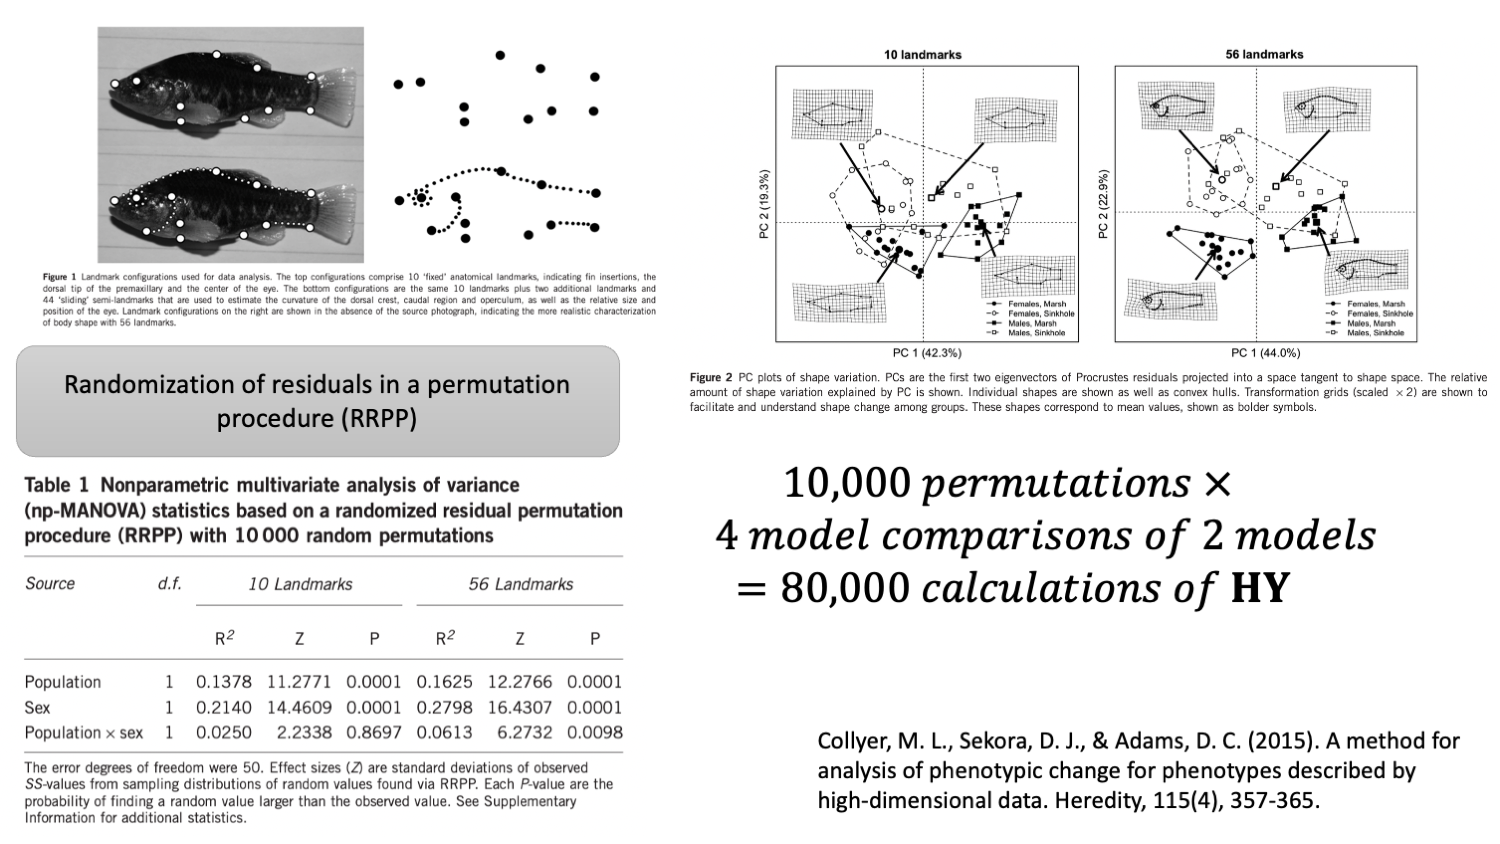 Figure 1 Landmark configurations used for data analysis. The top configurations comprise 10 ‘fixed’ anatomical landmarks, indicating fin insertions, the
dorsal tip of the premaxillary and the center of the eye. The bottom configurations are the same 10 landmarks plus two additional landmarks and
44 ‘sliding’ semi-landmarks that are used to estimate the curvature of the dorsal crest, caudal region and operculum, as well as the relative size and
position of the eye. Landmark configurations on the right are shown in the absence of the source photograph, indicating the more realistic characterization
of body shape with 56 landmarks.
Randomization of residuals in a permutation
procedure (RRPP)
Table 1 Nonparametric multivariate analysis of variance
(np-MANOVA) statistics based on a randomized residual permutation
procedure (RRPP) with 10 000 random permutations
Source d.f. 10 Landmarks 56 Landmarks
R² Z P R² Z P
Population 1 0.1378 11.2771 0.0001 0.1625 12.2766 0.0001
Sex 1 0.2140 14.4609 0.0001 0.2798 16.4307 0.0001
Population × sex 1 0.0250 2.2338 0.8697 0.0613 6.2732 0.0098
The error degrees of freedom were 50. Effect sizes (Z) are standard deviations of observed
SS-values from sampling distributions of random values found via RRPP. Each P-value are the
probability of finding a random value larger than the observed value. See Supplementary
Information for additional statistics.
10 landmarks
PC 2 (19.3%)
Females, Marsh
Females, Sinkhole
Males, Marsh
Males, Sinkhole
PC 1 (42.3%)
56 landmarks
PC 2 (22.9%)
Females, Marsh
Females, Sinkhole
Males, Marsh
Males, Sinkhole
PC 1 (44.0%)
Figure 2 PC plots of shape variation. PCs are the first two eigenvectors of Procrustes residuals projected into a space tangent to shape space. The relative
amount of shape variation explained by PC is shown. Individual shapes are shown as well as convex hulls. Transformation grids (scaled ×2) are shown to
facilitate and understand shape change among groups. These shapes correspond to mean values, shown as bolder symbols.
10,000 permutations ×
4 model comparisons of 2 models
= 80,000 calculations of HY
Collyer, M. L., Sekora, D. J., & Adams, D. C. (2015). A method for
analysis of phenotypic change for phenotypes described by
high-dimensional data. Heredity, 115(4), 357-365.